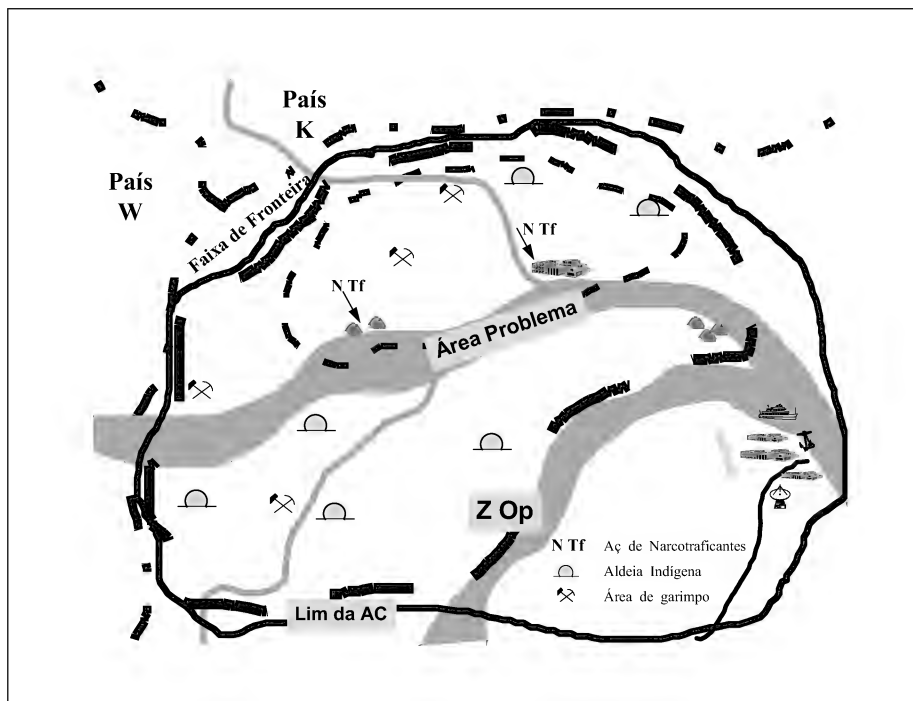 País
K
País
W
Faixa de Fronteira
N Tf
N Tf
Área Problema
Z Op
N Tf Aç de Narcotraficantes
Aldeia Indígena
Área de garimpo
Lim da AC